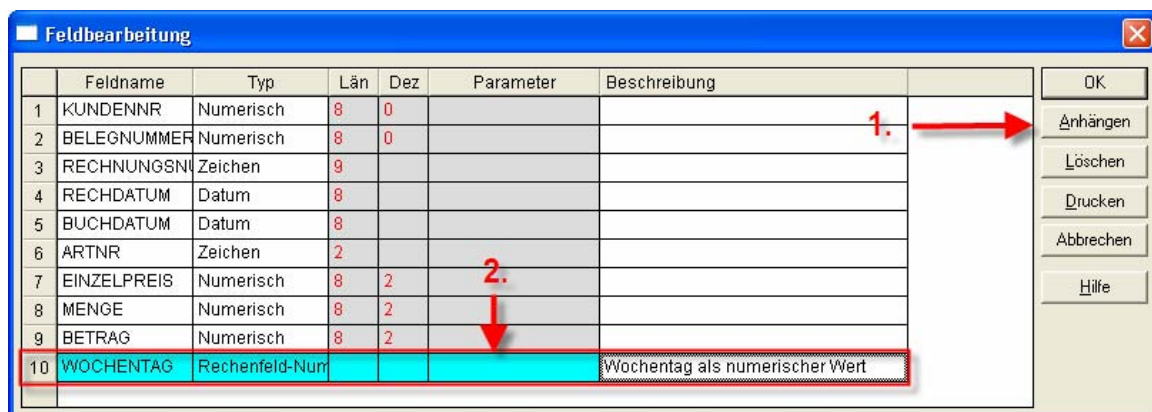 Feldbearbeitung
Feldname Typ Län Dez Parameter Beschreibung
1 KUNDENNR Numerisch 8 0
2 BELEGNUMMER Numerisch 8 0
3 RECHNUNGSNU Zeichen 9
4 RECHDATUM Datum 8
5 BUCHDATUM Datum 8
6 ARTNR Zeichen 2
7 EINZELPREIS Numerisch 8 2
8 MENGE Numerisch 8 2
9 BETRAG Numerisch 8 2
10 WOCHENTAG Rechenfeld-Num Wochentag als numerischer Wert
1.
2.
OK
Anhängen
Löschen
Drucken
Abbrechen
Hilfe